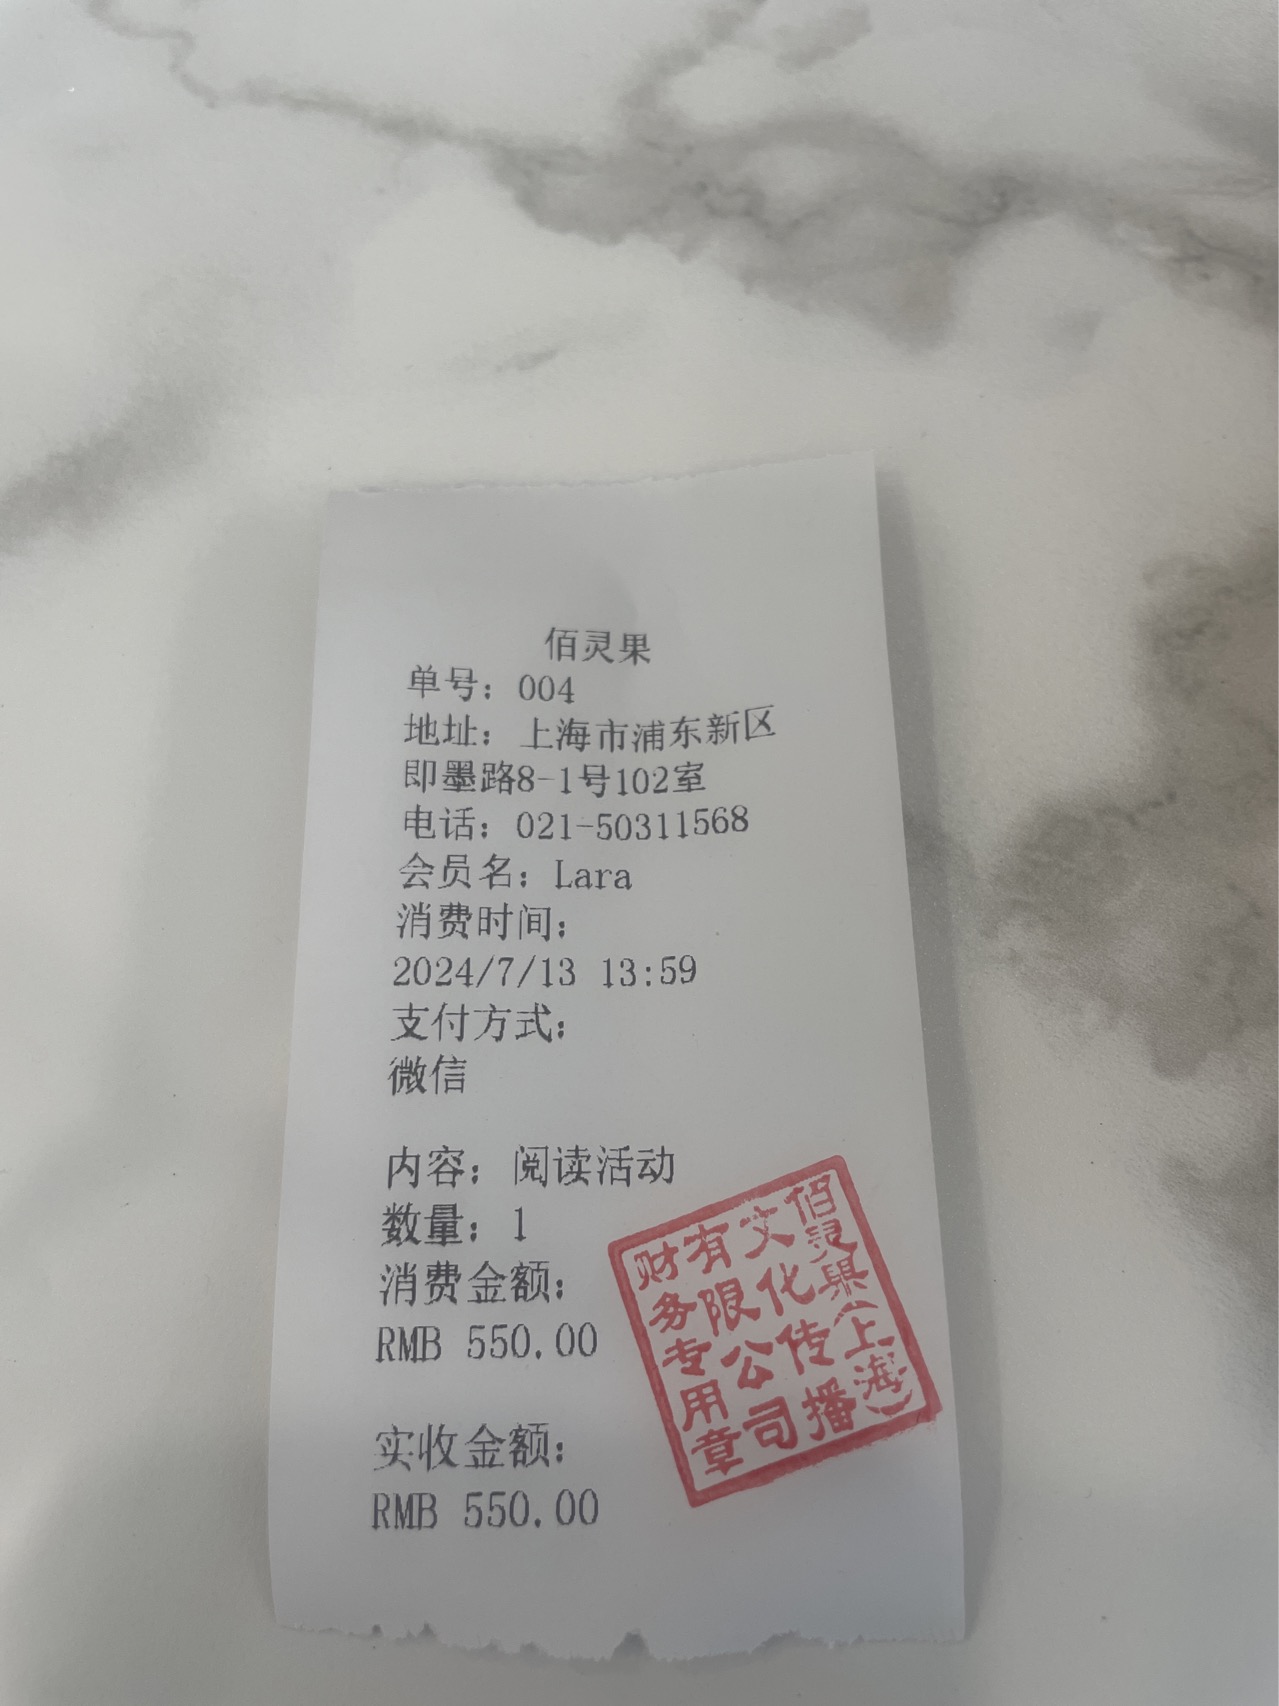 佰灵果
单号：004
地址：上海市浦东新区
即墨路8-1号102室
电话：021-50311568
会员名：Lara
消费时间：
2024/7/13 13:59
支付方式：
微信
内容：阅读活动
数量：1
消费金额：
RMB 550.00
实收金额：
RMB 550.00
佰灵果（上海）
文化传播
有限公司
财务专用章